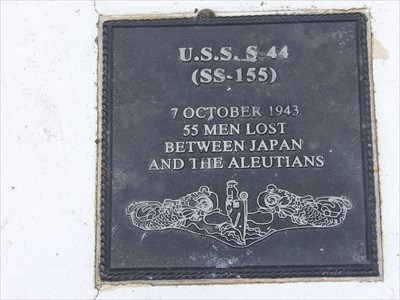 U.S.S. S-44
(SS-155)
7 OCTOBER 1943
55 MEN LOST
BETWEEN JAPAN
AND THE ALEUTIANS